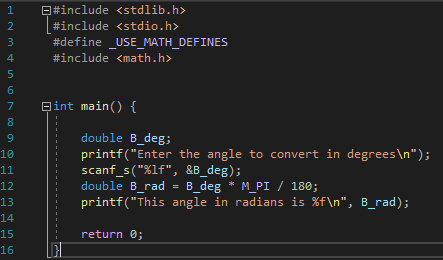 1 #include <stdlib.h>
2 #include <stdio.h>
3 #define _USE_MATH_DEFINES
4 #include <math.h>
5
6
7 int main() {
8
9 double B_deg;
10 printf("Enter the angle to convert in degrees\n");
11 scanf_s("%lf", &B_deg);
12 double B_rad = B_deg * M_PI / 180;
13 printf("This angle in radians is %f\n", B_rad);
14
15 return 0;
16 }